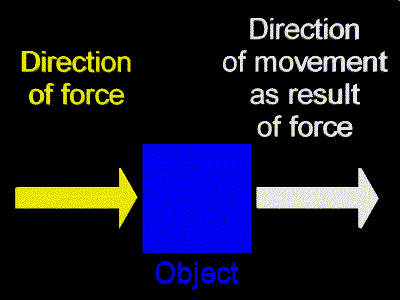 Direction
of force
Direction
of movement
as result
of force
Object